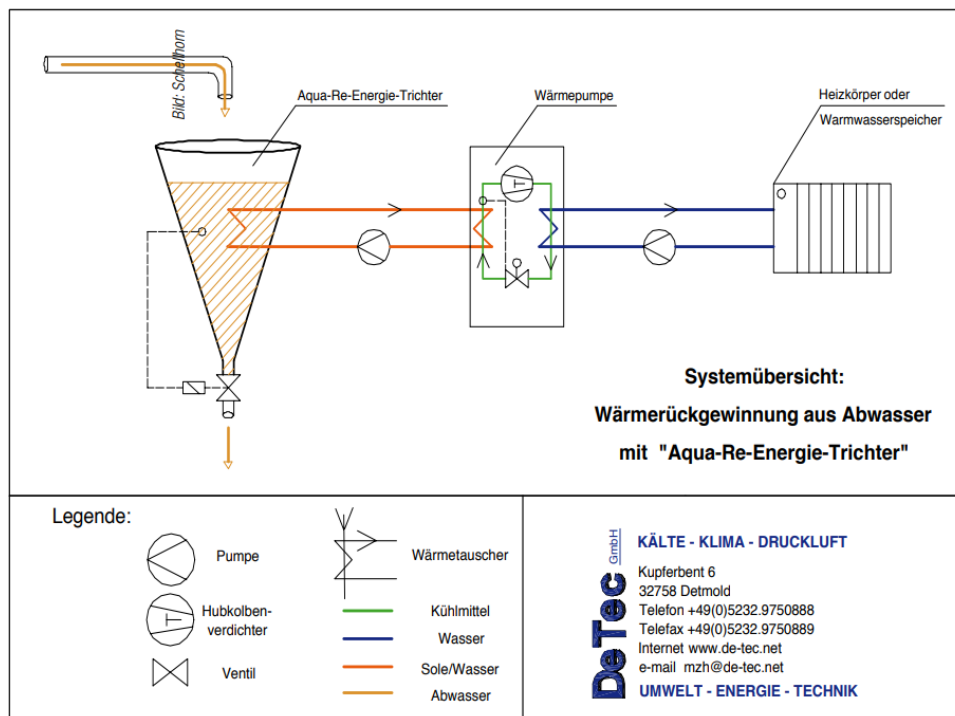 Bild: Schellhorn
Aqua-Re-Energie-Trichter
Wärmepumpe
Heizkörper oder
Warmwasserspeicher
T
Systemübersicht:
Wärmerückgewinnung aus Abwasser
mit "Aqua-Re-Energie-Trichter"
Legende:
Pumpe
T
Hubkolben-
verdichter
Ventil
Wärmetauscher
Kühlmittel
Wasser
Sole/Wasser
Abwasser
DeTec GmbH
KÄLTE - KLIMA - DRUCKLUFT
Kupferbent 6
32758 Detmold
Telefon +49(0)5232.9750888
Telefax +49(0)5232.9750889
Internet www.de-tec.net
e-mail mzh@de-tec.net
UMWELT - ENERGIE - TECHNIK